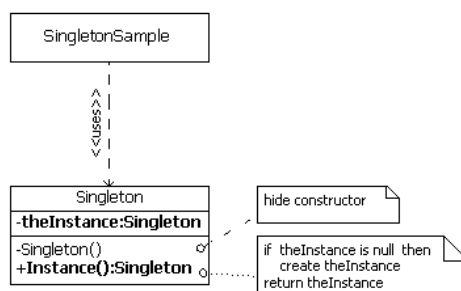 SingletonSample
<<uses>>
Singleton
-theInstance:Singleton
-Singleton()
+Instance():Singleton
hide constructor
if theInstance is null then
create theInstance
return theInstance